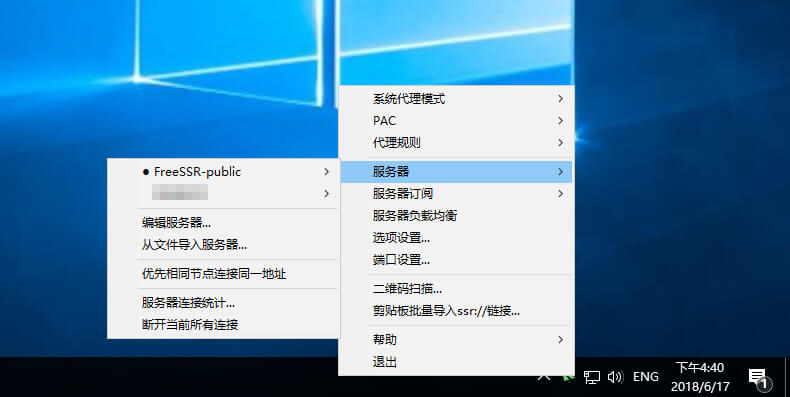 系统代理模式
PAC
代理规则
服务器
服务器订阅
服务器负载均衡
选项设置...
端口设置...
二维码扫描...
剪贴板批量导入ssr://链接...
帮助
退出
FreeSSR-public
编辑服务器...
从文件导入服务器...
优先相同节点连接同一地址
服务器连接统计...
断开当前所有连接
ENG
下午4:40
2018/6/17
1